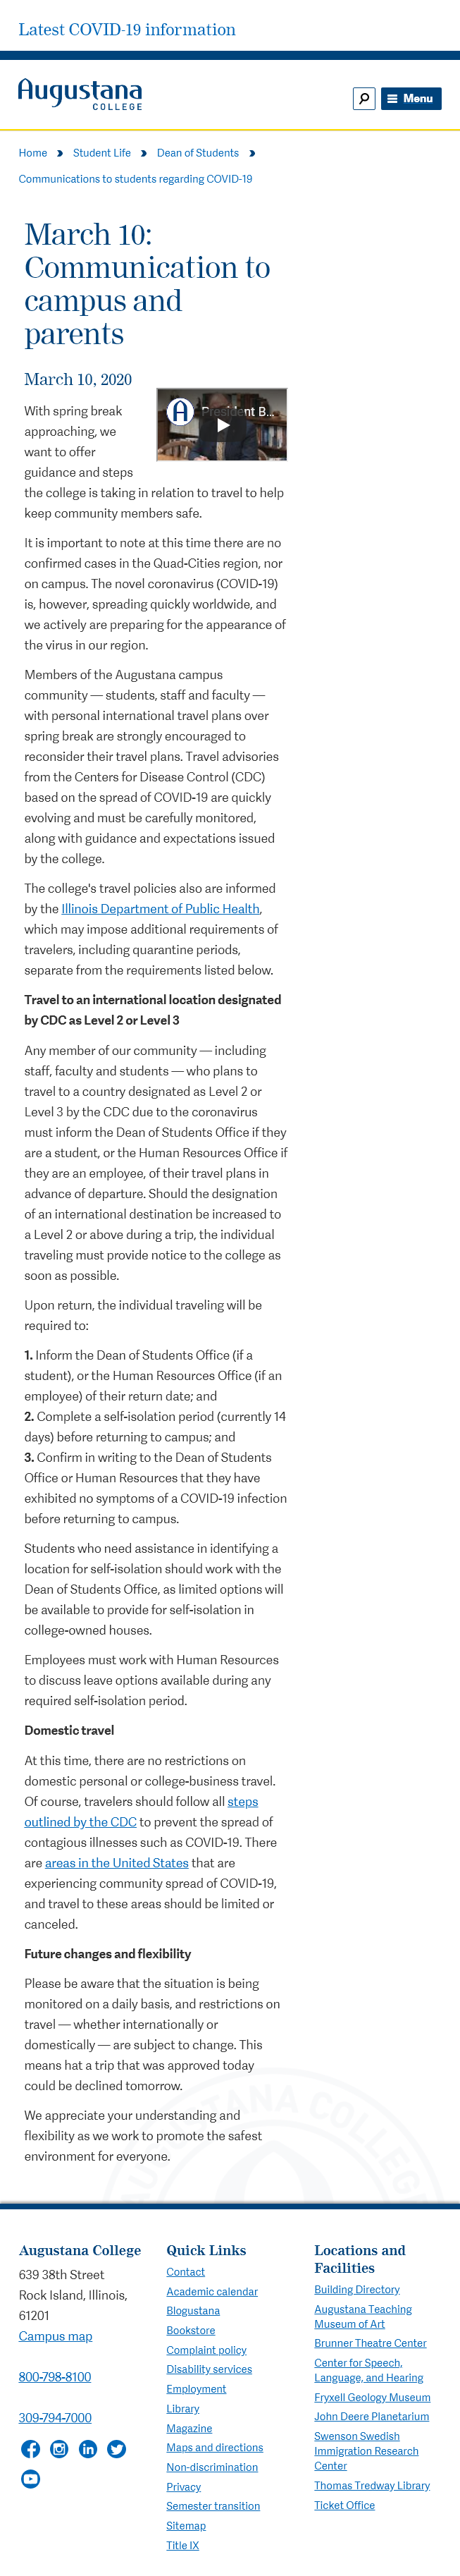 Latest COVID-19 information
Augustana
COLLEGE
Menu
Home
Student Life
Dean of Students
Communications to students regarding COVID-19
March 10:
Communication to
campus and
parents
March 10, 2020
President B...
With spring break
approaching, we
want to offer
guidance and steps
the college is taking in relation to travel to help
keep community members safe.
It is important to note at this time there are no
confirmed cases in the Quad-Cities region, nor
on campus. The novel coronavirus (COVID-19)
is, however, spreading quickly worldwide, and
we actively are preparing for the appearance of
the virus in our region.
Members of the Augustana campus
community — students, staff and faculty —
with personal international travel plans over
spring break are strongly encouraged to
reconsider their travel plans. Travel advisories
from the Centers for Disease Control (CDC)
based on the spread of COVID-19 are quickly
evolving and must be carefully monitored,
along with guidance and expectations issued
by the college.
The college's travel policies also are informed
by the Illinois Department of Public Health,
which may impose additional requirements of
travelers, including quarantine periods,
separate from the requirements listed below.
Travel to an international location designated
by CDC as Level 2 or Level 3
Any member of our community — including
staff, faculty and students — who plans to
travel to a country designated as Level 2 or
Level 3 by the CDC due to the coronavirus
must inform the Dean of Students Office if they
are a student, or the Human Resources Office if
they are an employee, of their travel plans in
advance of departure. Should the designation
of an international destination be increased to
a Level 2 or above during a trip, the individual
traveling must provide notice to the college as
soon as possible.
Upon return, the individual traveling will be
required to:
1. Inform the Dean of Students Office (if a
student), or the Human Resources Office (if an
employee) of their return date; and
2. Complete a self-isolation period (currently 14
days) before returning to campus; and
3. Confirm in writing to the Dean of Students
Office or Human Resources that they have
exhibited no symptoms of a COVID-19 infection
before returning to campus.
Students who need assistance in identifying a
location for self-isolation should work with the
Dean of Students Office, as limited options will
be available to provide for self-isolation in
college-owned houses.
Employees must work with Human Resources
to discuss leave options available during any
required self-isolation period.
Domestic travel
At this time, there are no restrictions on
domestic personal or college-business travel.
Of course, travelers should follow all steps
outlined by the CDC to prevent the spread of
contagious illnesses such as COVID-19. There
are areas in the United States that are
experiencing community spread of COVID-19,
and travel to these areas should be limited or
canceled.
Future changes and flexibility
Please be aware that the situation is being
monitored on a daily basis, and restrictions on
travel — whether internationally or
domestically — are subject to change. This
means hat a trip that was approved today
could be declined tomorrow.
We appreciate your understanding and
flexibility as we work to promote the safest
environment for everyone.
AUGUSTANA COLLEGE
Augustana College
639 38th Street
Rock Island, Illinois,
61201
Campus map
800-798-8100
309-794-7000
Quick Links
Contact
Academic calendar
Blogustana
Bookstore
Complaint policy
Disability services
Employment
Library
Magazine
Maps and directions
Non-discrimination
Privacy
Semester transition
Sitemap
Title IX
Locations and
Facilities
Building Directory
Augustana Teaching
Museum of Art
Brunner Theatre Center
Center for Speech,
Language, and Hearing
Fryxell Geology Museum
John Deere Planetarium
Swenson Swedish
Immigration Research
Center
Thomas Tredway Library
Ticket Office